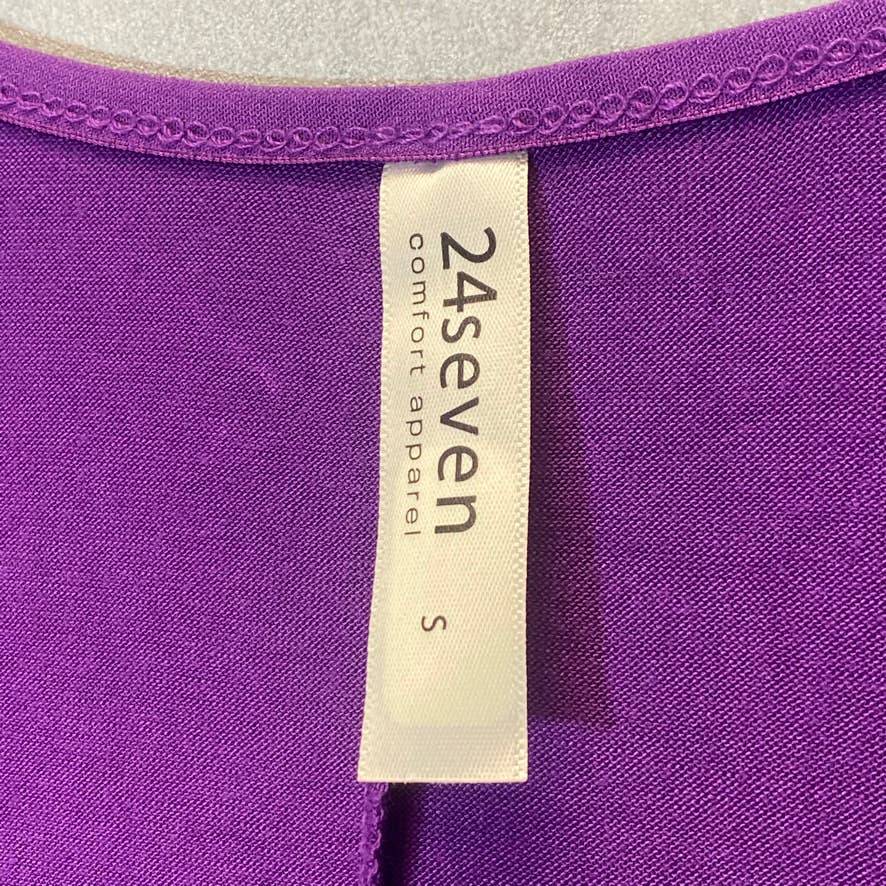 24seven
comfort apparel
S